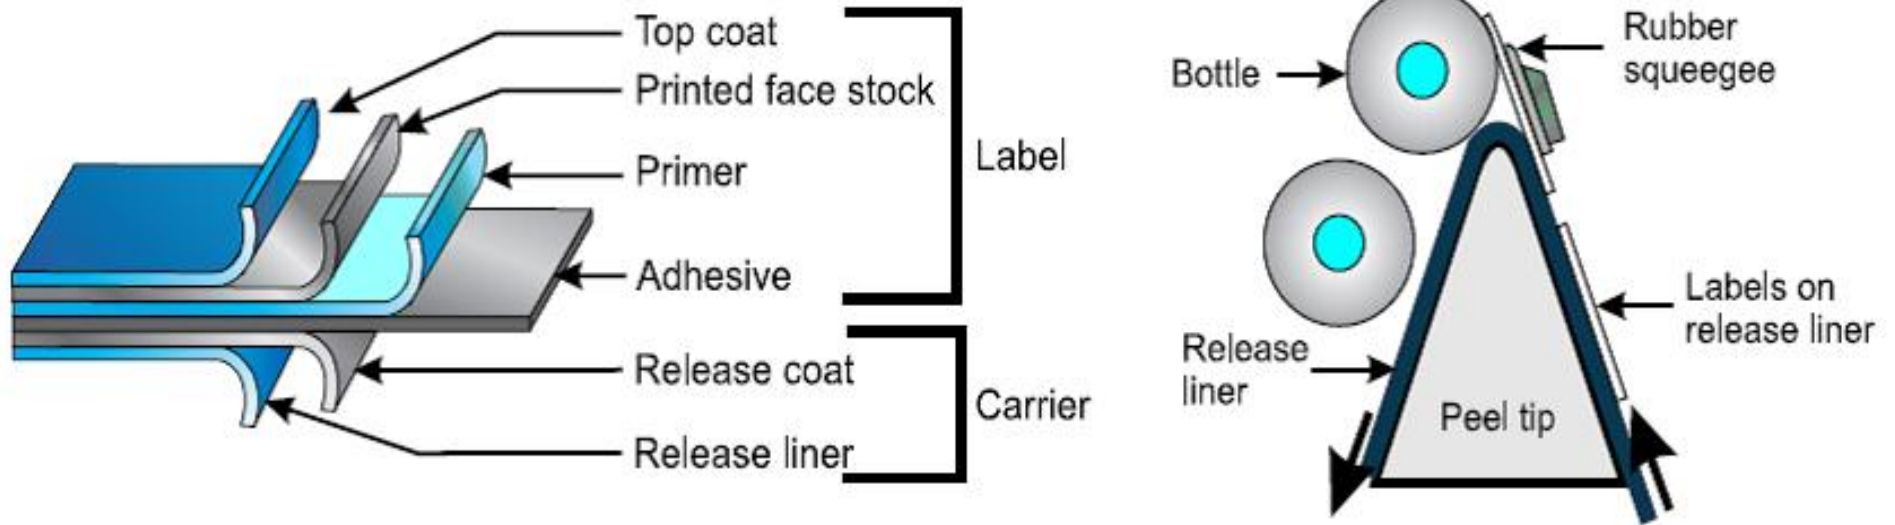 Top coat
Printed face stock
Primer
Adhesive
Label
Release coat
Release liner
Carrier
Bottle
Rubber
squeegee
Labels on
release liner
Release
liner
Peel tip